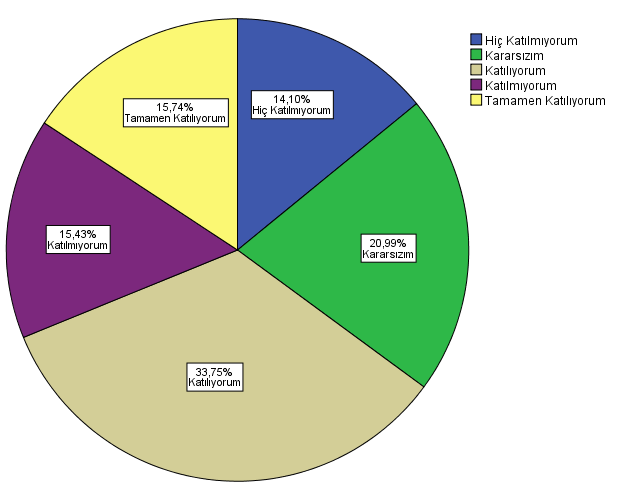 Hiç Katılmıyorum
Kararsızım
Katılıyorum
Katılmıyorum
Tamamen Katılıyorum
14,10%
Hiç Katılmıyorum
20,99%
Kararsızım
33,75%
Katılıyorum
15,43%
Katılmıyorum
15,74%
Tamamen Katılıyorum